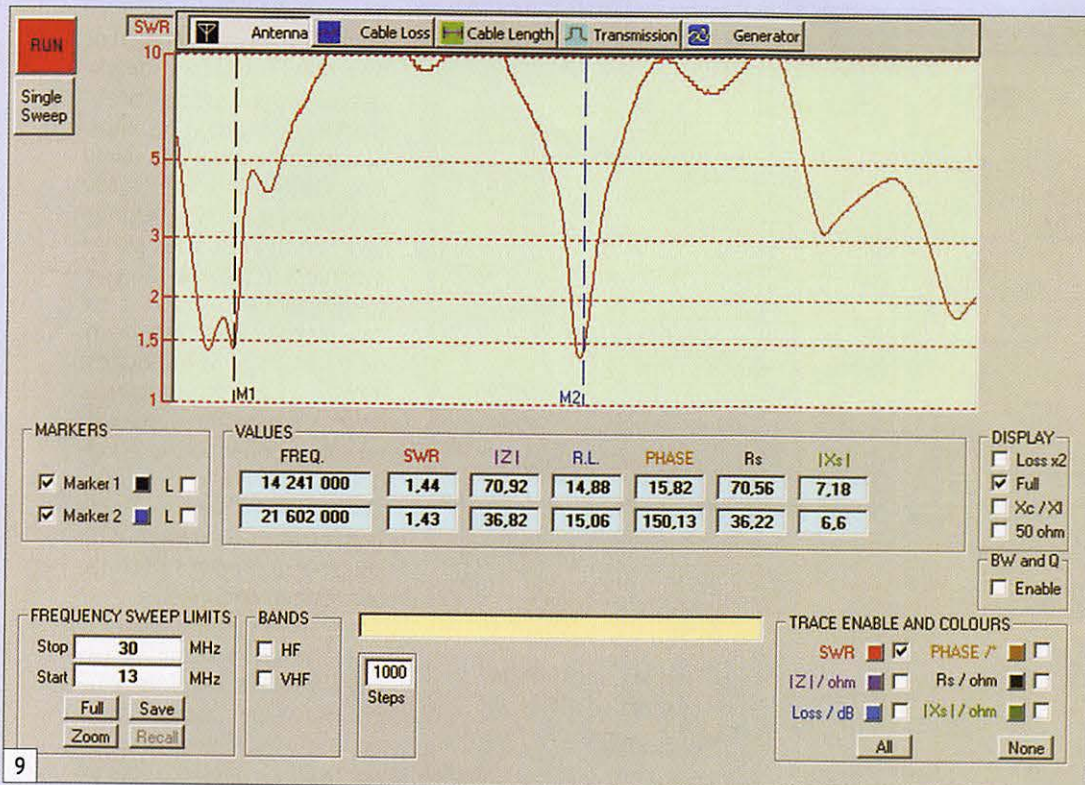 RUN
Single
Sweep
SWR
Antenna
Cable Loss
Cable Length
Transmission
Generator
10
5
3
2
1,5
1
M1
M2
MARKERS
Marker 1 L
Marker 2 L
VALUES
FREQ. SWR |Z| R.L. PHASE Rs |Xs|
14 241 000 1,44 70,92 14,88 15,82 70,56 7,18
21 602 000 1,43 36,82 15,06 150,13 36,22 6,6
DISPLAY
Loss x2
Full
Xc / Xl
50 ohm
BW and Q
Enable
FREQUENCY SWEEP LIMITS
Stop 30 MHz
Start 13 MHz
Full Save
Zoom Recall
BANDS
HF
VHF
1000
Steps
TRACE ENABLE AND COLOURS
SWR PHASE /°
|Z| / ohm Rs / ohm
Loss / dB |Xs| / ohm
All None
9